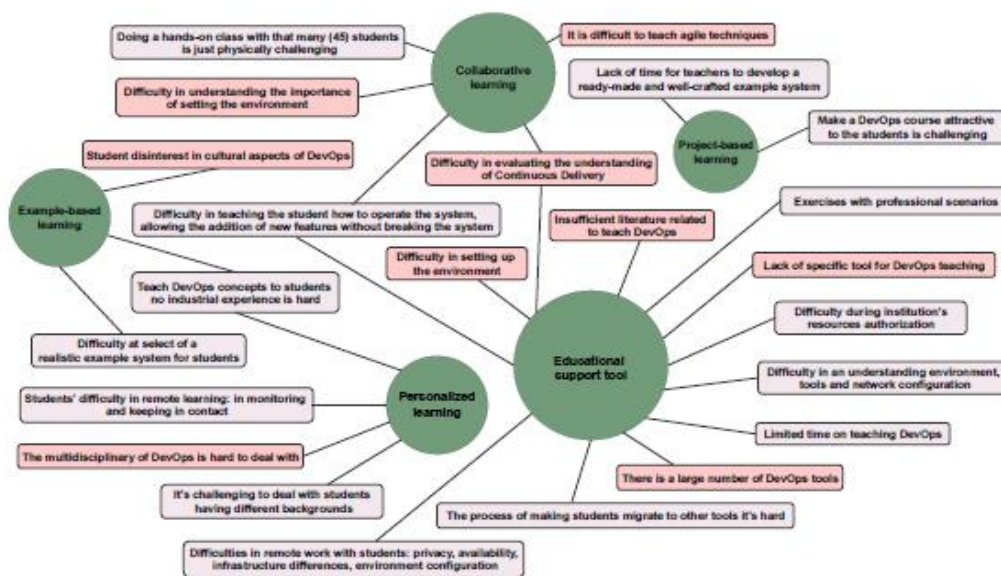 Doing a hands-on class with that many (45) students
is just physically challenging
It is difficult to teach agile techniques
Collaborative
learning
Lack of time for teachers to develop a
ready-made and well-crafted example system
Difficulty in understanding the importance
of setting the environment
Make a DevOps course attractive
to the students is challenging
Project-based
learning
Student disinterest in cultural aspects of DevOps
Difficulty in evaluating the understanding
of Continuous Delivery
Example-based
learning
Exercises with professional scenarios
Difficulty in teaching the student how to operate the system,
allowing the addition of new features without breaking the system
Insufficient literature related
to teach DevOps
Difficulty in setting up
the environment
Lack of specific tool for DevOps teaching
Teach DevOps concepts to students
no industrial experience is hard
Difficulty during institution's
resources authorization
Difficulty at select of a
realistic example system for students
Educational
support tool
Difficulty in an understanding environment,
tools and network configuration
Students' difficulty in remote learning: in monitoring
and keeping in contact
Personalized
learning
Limited time on teaching DevOps
The multidisciplinary of DevOps is hard to deal with
There is a large number of DevOps tools
It's challenging to deal with students
having different backgrounds
The process of making students migrate to other tools it's hard
Difficulties in remote work with students: privacy, availability,
infrastructure differences, environment configuration